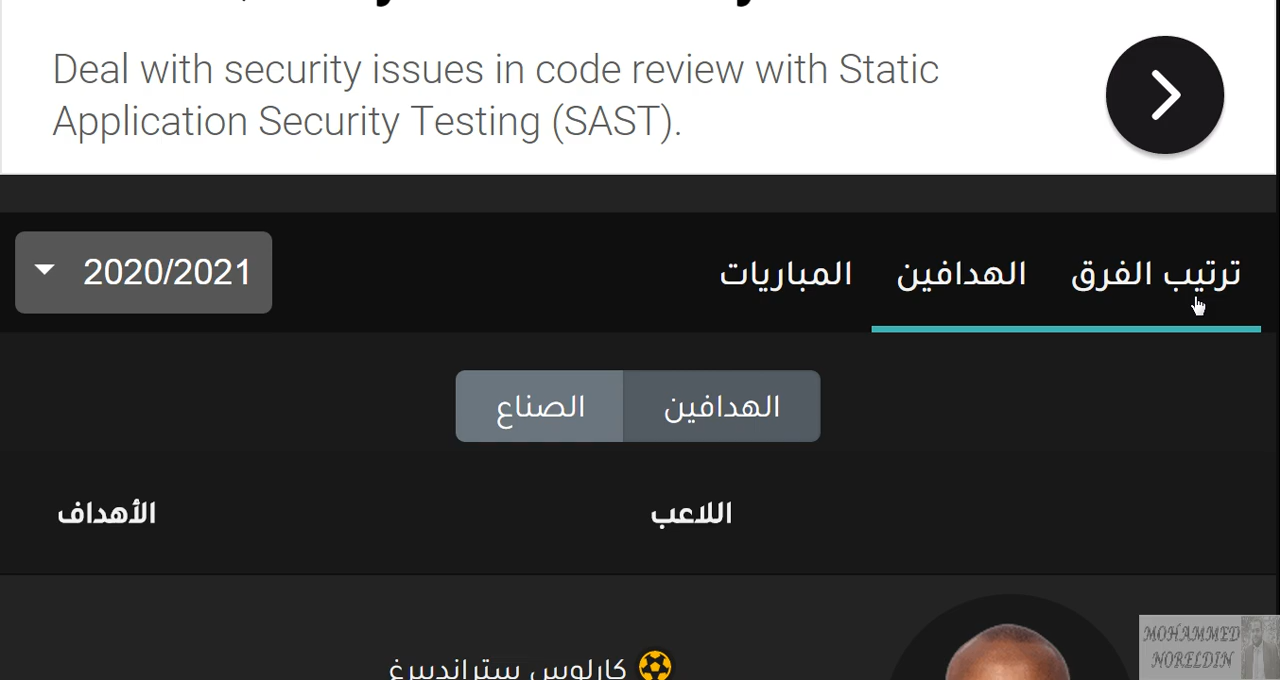 Deal with security issues in code review with Static
Application Security Testing (SAST).
ترتيب الفرق الهدافين المباريات 2020/2021
الهدافين الصناع
اللاعب الأهداف
كارلوس ستراندبيرغ
MOHAMMED
NORELDIN